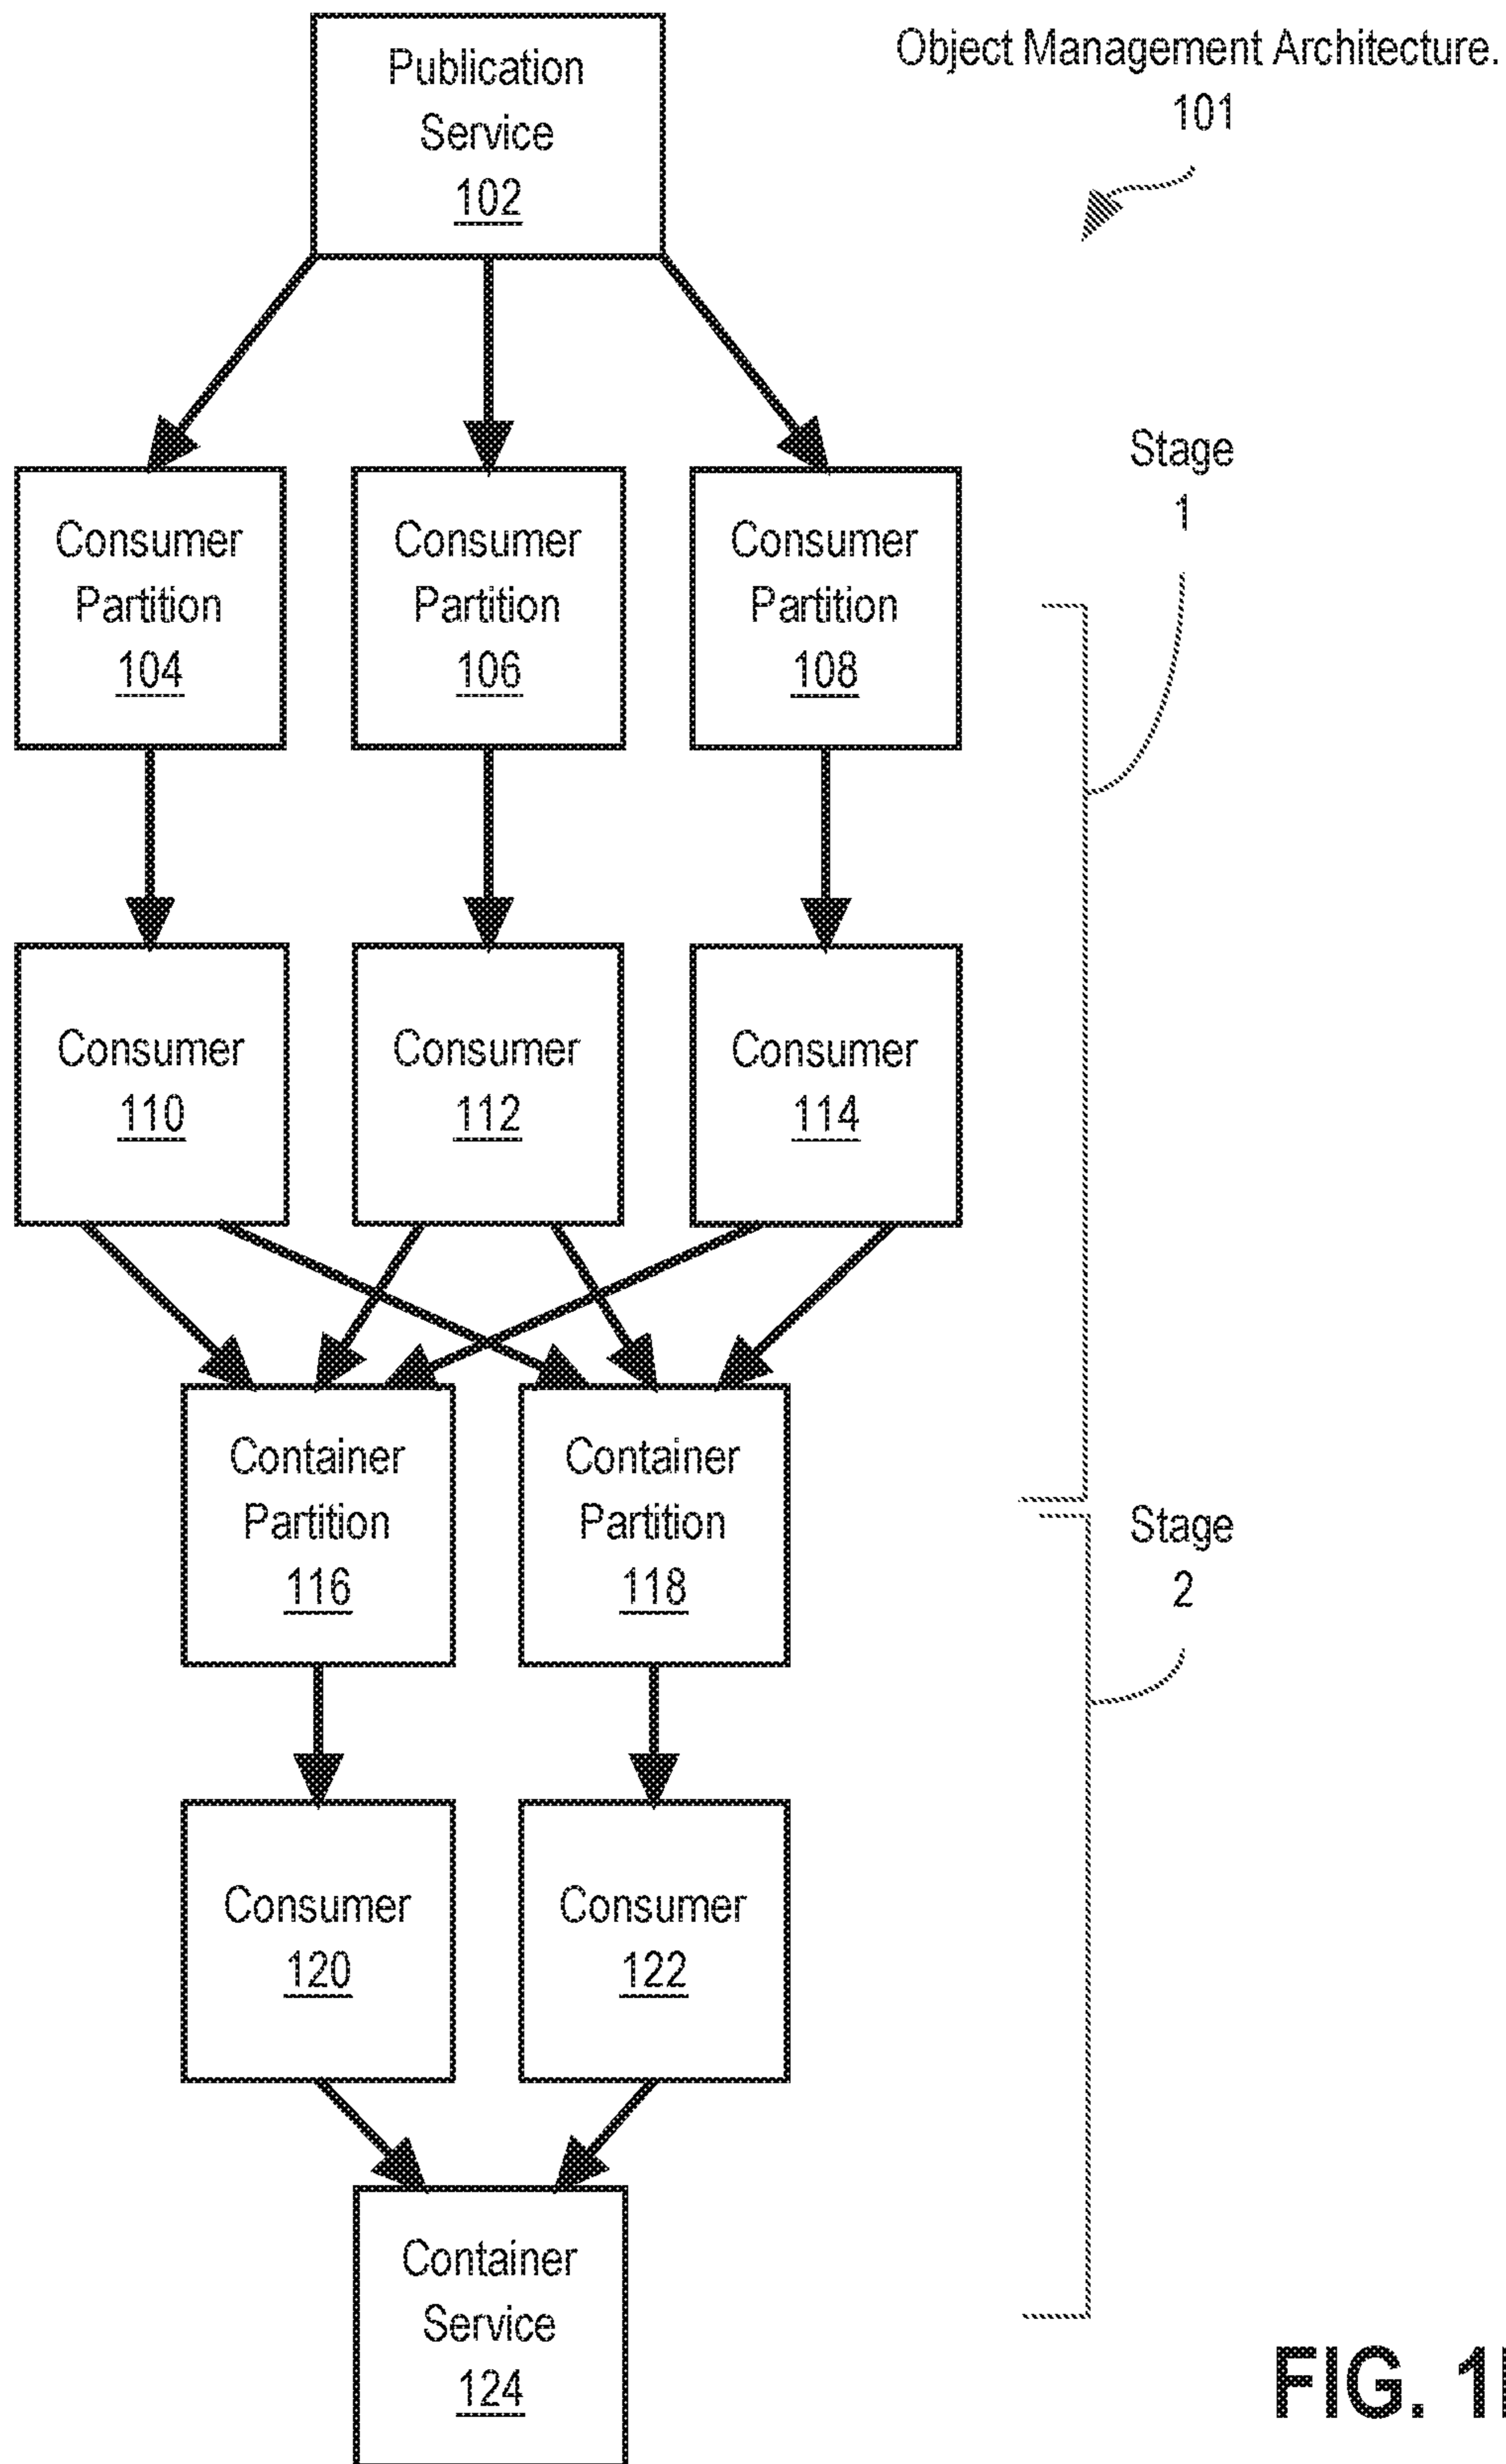 Publication
Service
102
Object Management Architecture.
101
Stage
1
Consumer
Partition
104
Consumer
Partition
106
Consumer
Partition
108
Consumer
110
Consumer
112
Consumer
114
Container
Partition
116
Container
Partition
118
Stage
2
Consumer
120
Consumer
122
Container
Service
124
FIG. 1